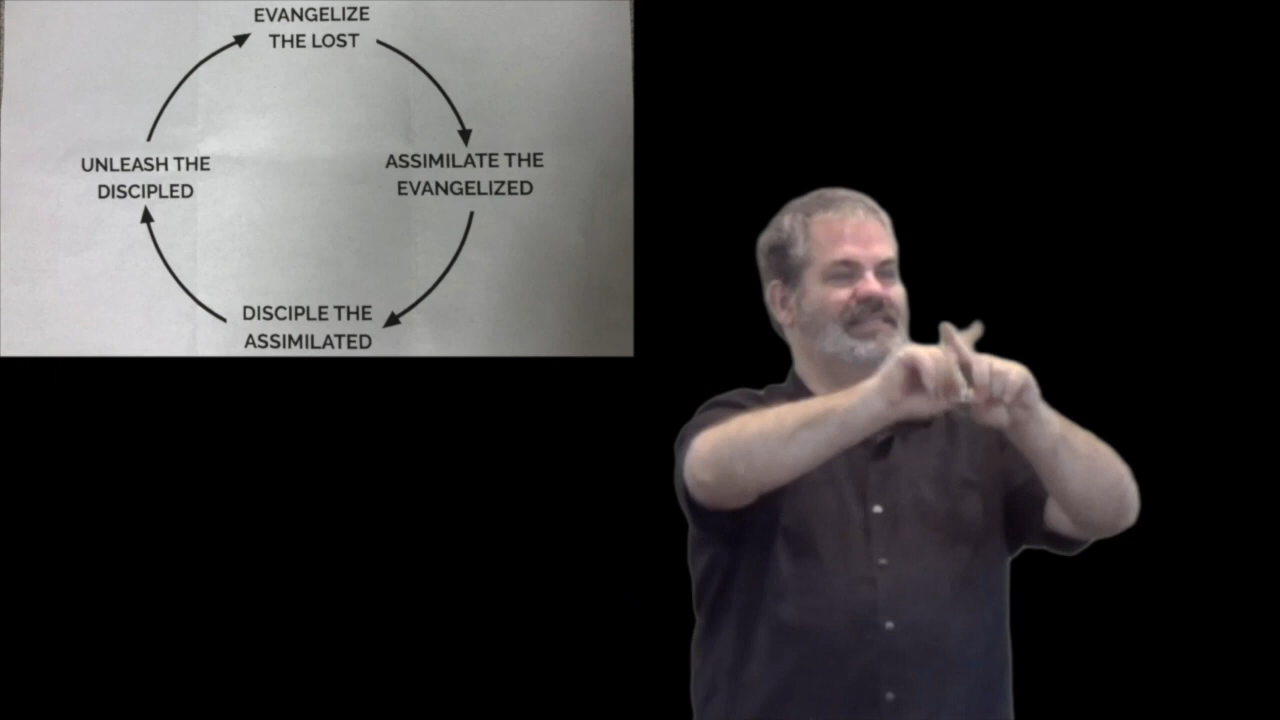 EVANGELIZE
THE LOST
ASSIMILATE THE
EVANGELIZED
DISCIPLE THE
ASSIMILATED
UNLEASH THE
DISCIPLED